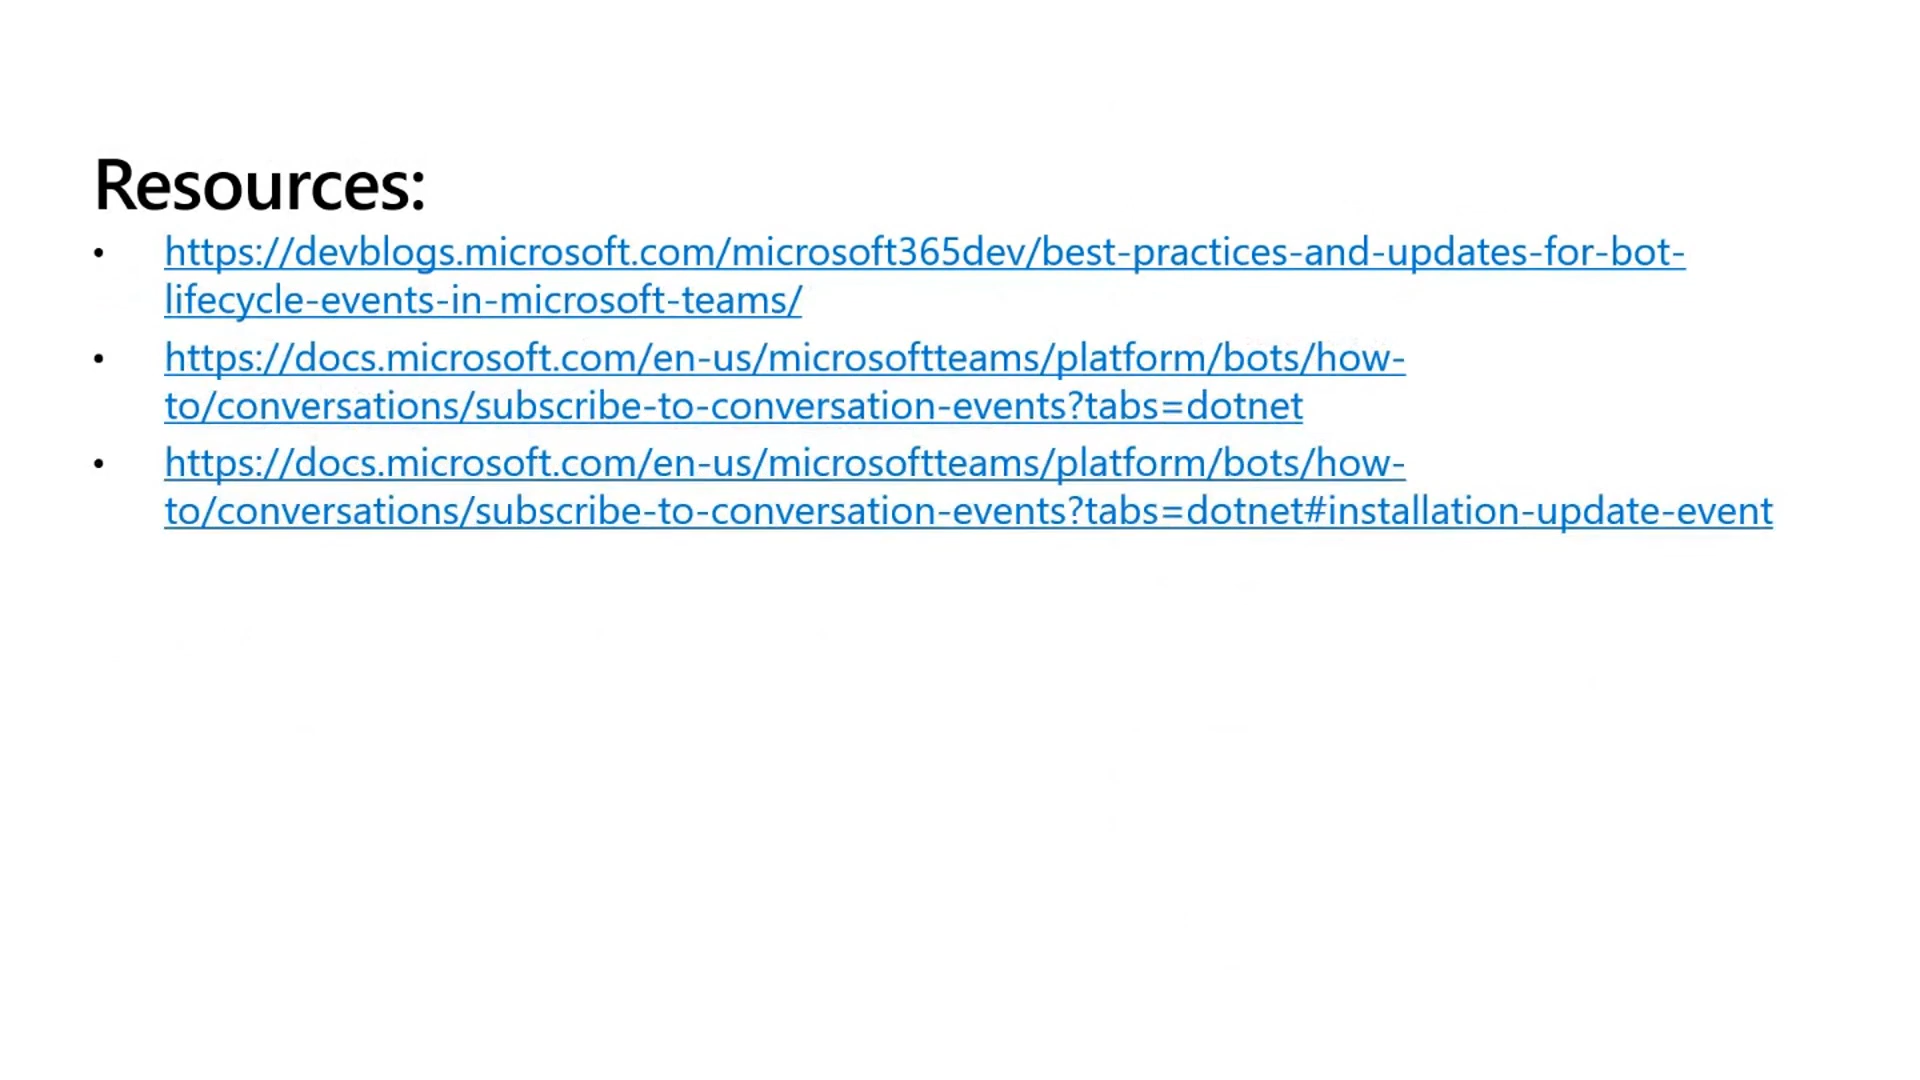 Resources:
• https://devblogs.microsoft.com/microsoft365dev/best-practices-and-updates-for-bot-
lifecycle-events-in-microsoft-teams/
• https://docs.microsoft.com/en-us/microsoftteams/platform/bots/how-
to/conversations/subscribe-to-conversation-events?tabs=dotnet
• https://docs.microsoft.com/en-us/microsoftteams/platform/bots/how-
to/conversations/subscribe-to-conversation-events?tabs=dotnet#installation-update-event